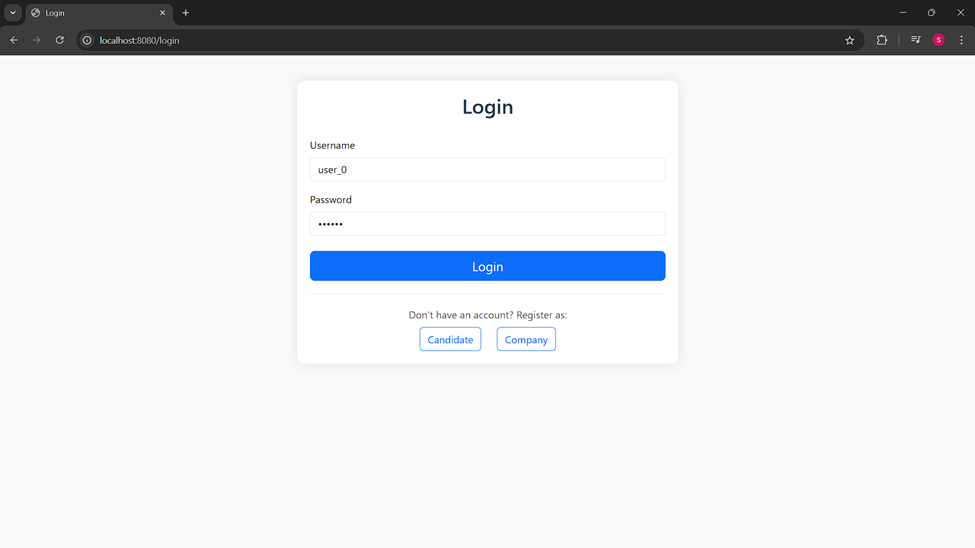 Login
localhost:8080/login
S
Login
Username
user_0
Password
••••••
Login
Don't have an account? Register as:
Candidate Company